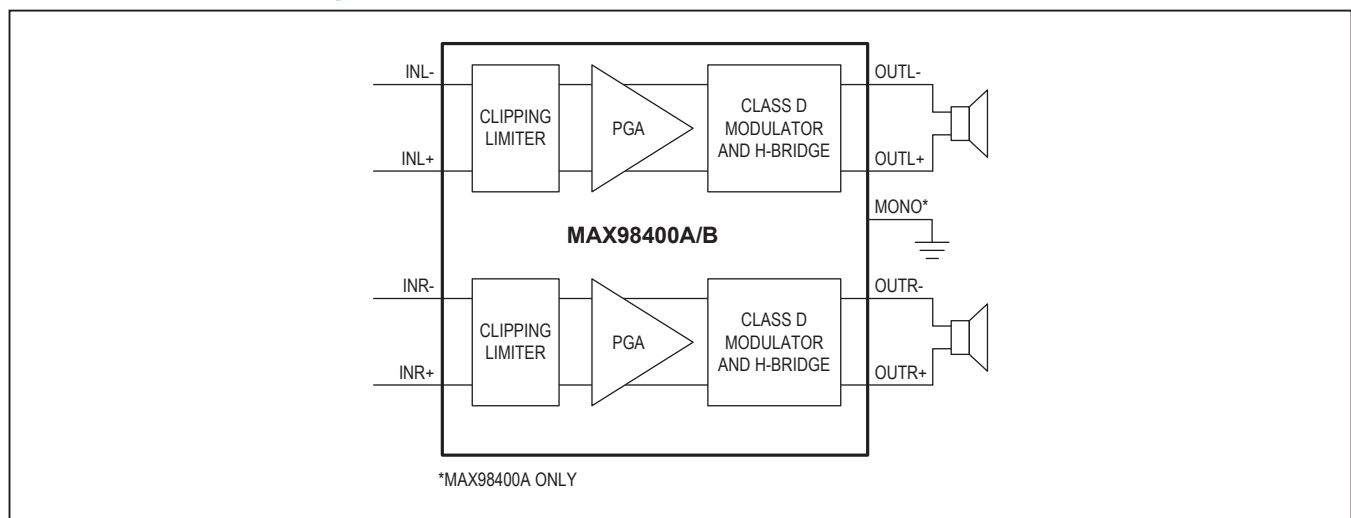 INL-
CLIPPING
LIMITER
PGA
CLASS D
MODULATOR
AND H-BRIDGE
OUTL-
INL+
OUTL+
MONO*
MAX98400A/B
INR-
CLIPPING
LIMITER
PGA
CLASS D
MODULATOR
AND H-BRIDGE
OUTR-
INR+
OUTR+
*MAX98400A ONLY